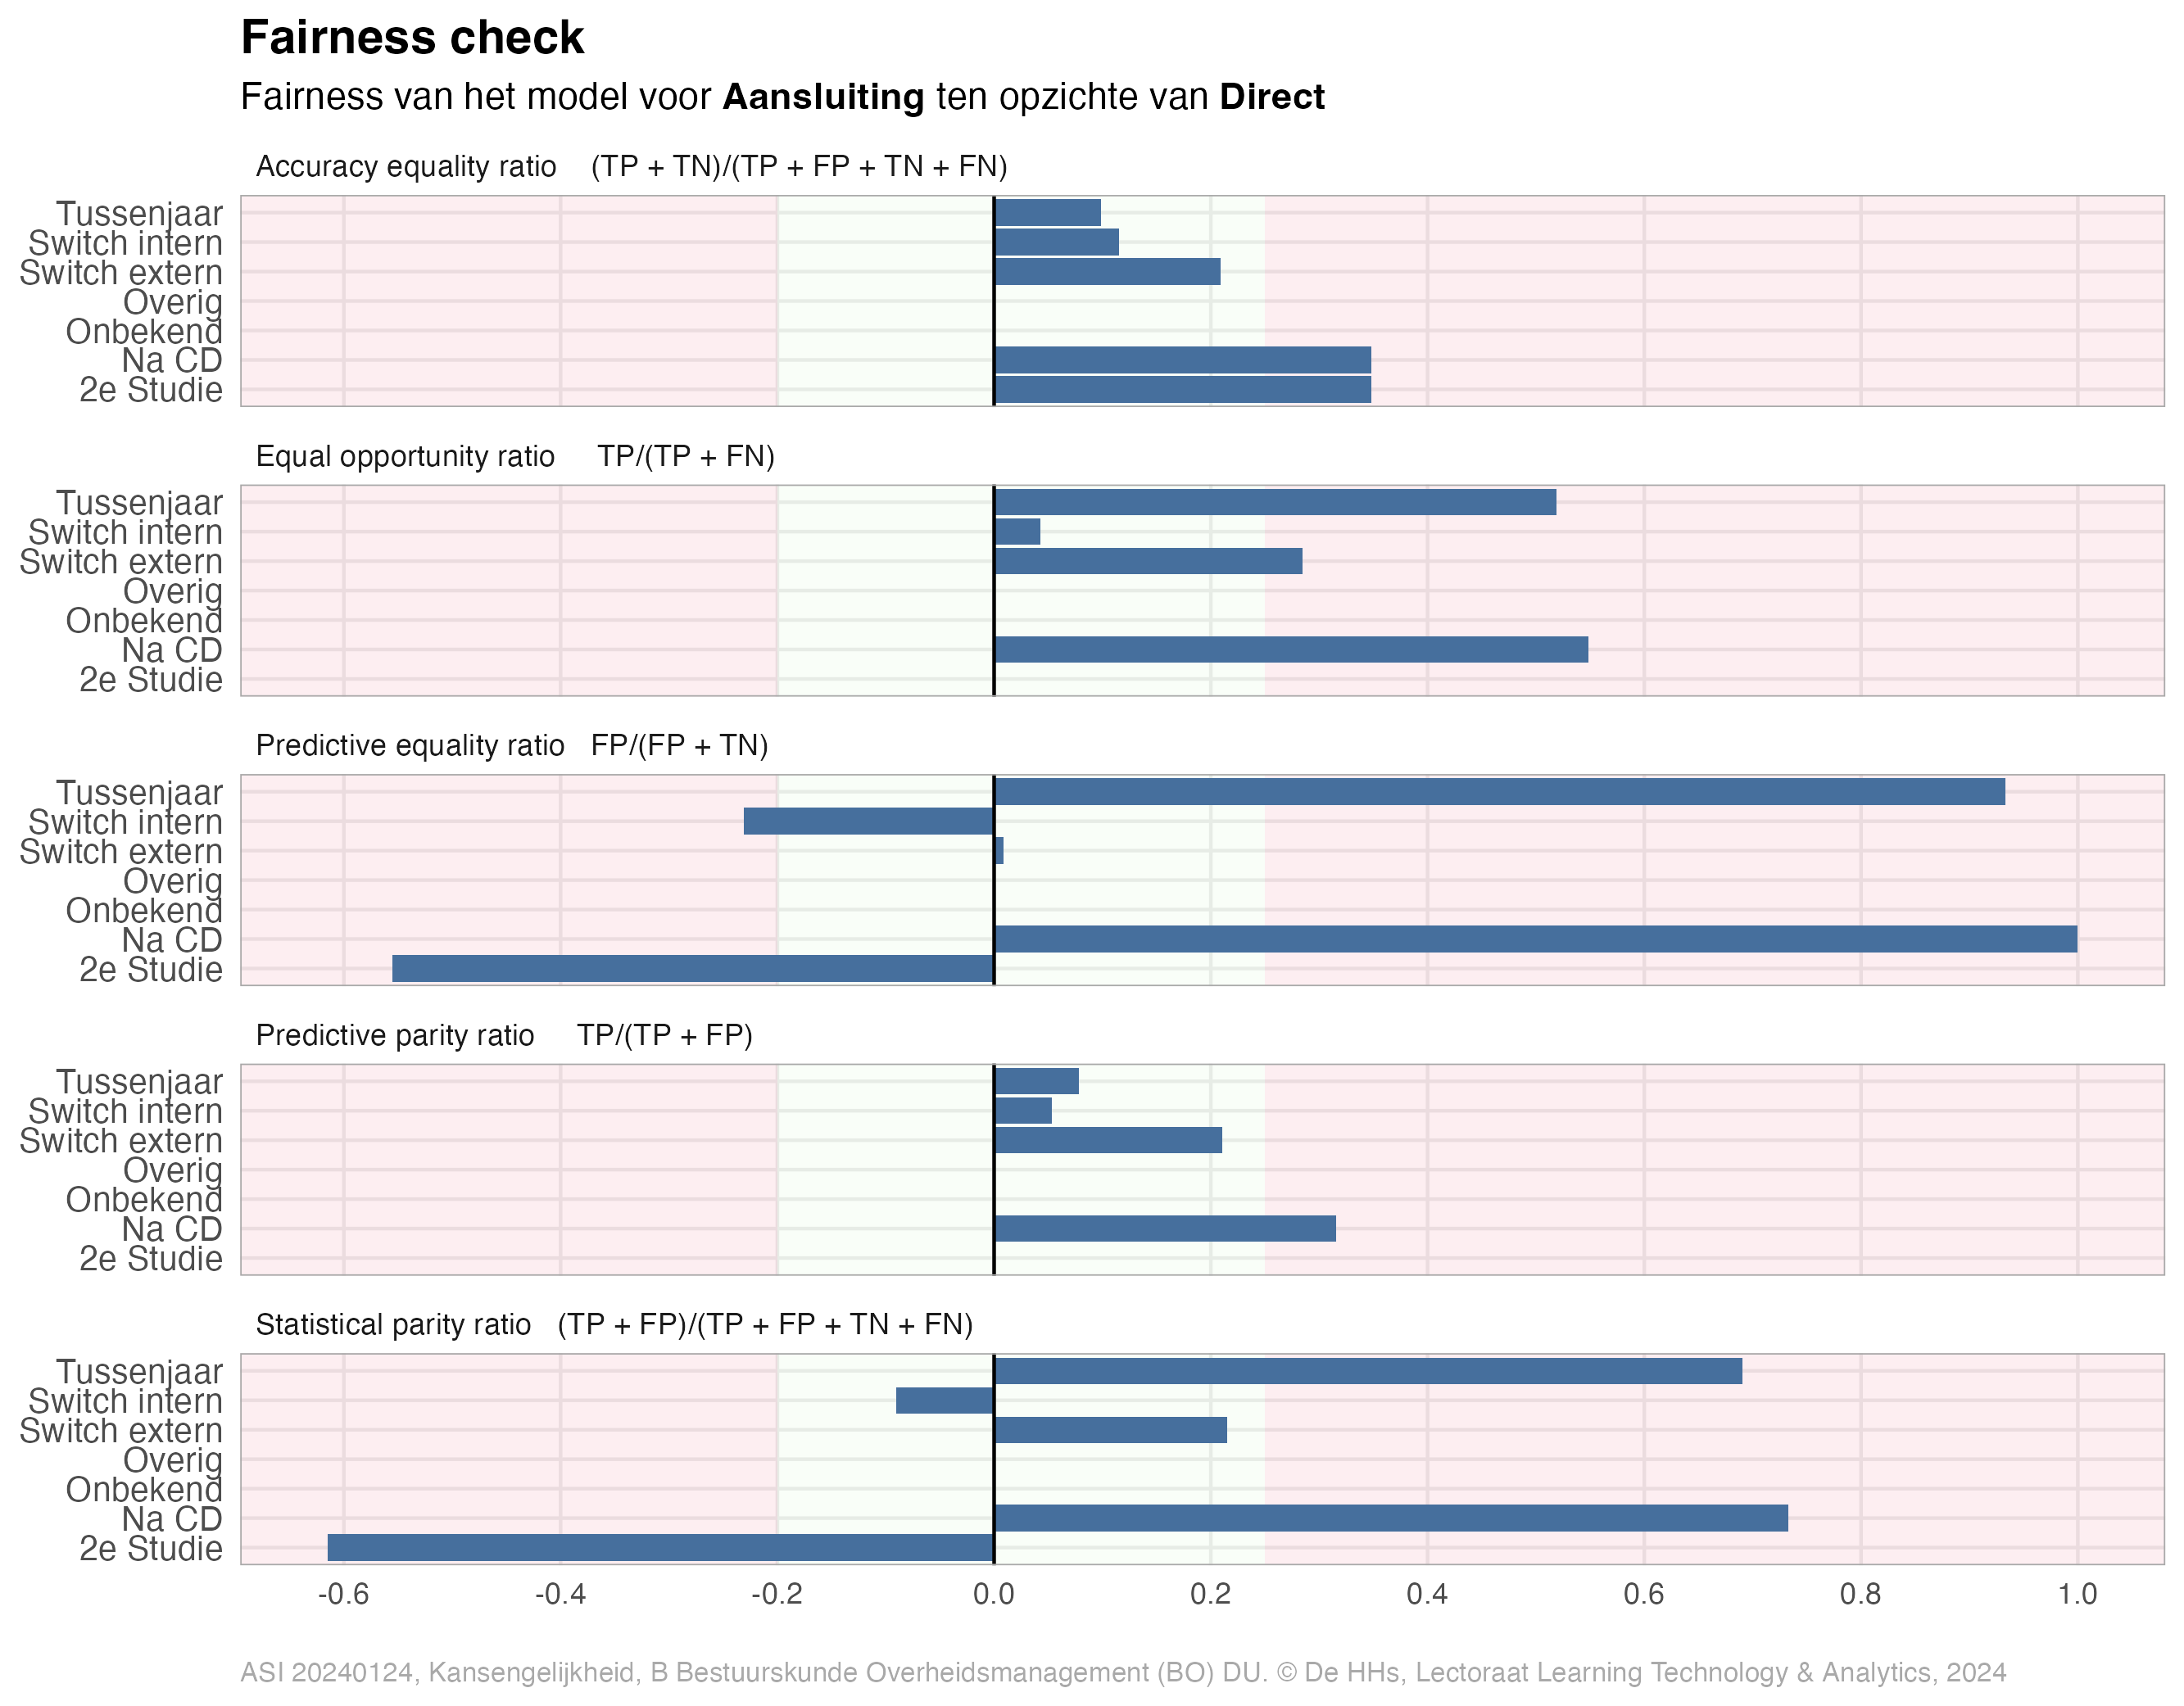 Fairness check
Fairness van het model voor Aansluiting ten opzichte van Direct
Accuracy equality ratio (TP + TN)/(TP + FP + TN + FN)
Tussenjaar
Switch intern
Switch extern
Overig
Onbekend
Na CD
2e Studie
Equal opportunity ratio TP/(TP + FN)
Tussenjaar
Switch intern
Switch extern
Overig
Onbekend
Na CD
2e Studie
Predictive equality ratio FP/(FP + TN)
Tussenjaar
Switch intern
Switch extern
Overig
Onbekend
Na CD
2e Studie
Predictive parity ratio TP/(TP + FP)
Tussenjaar
Switch intern
Switch extern
Overig
Onbekend
Na CD
2e Studie
Statistical parity ratio (TP + FP)/(TP + FP + TN + FN)
Tussenjaar
Switch intern
Switch extern
Overig
Onbekend
Na CD
2e Studie
-0.6 -0.4 -0.2 0.0 0.2 0.4 0.6 0.8 1.0
ASI 20240124, Kansengelijkheid, B Bestuurskunde Overheidsmanagement (BO) DU. © De HHs, Lectoraat Learning Technology & Analytics, 2024